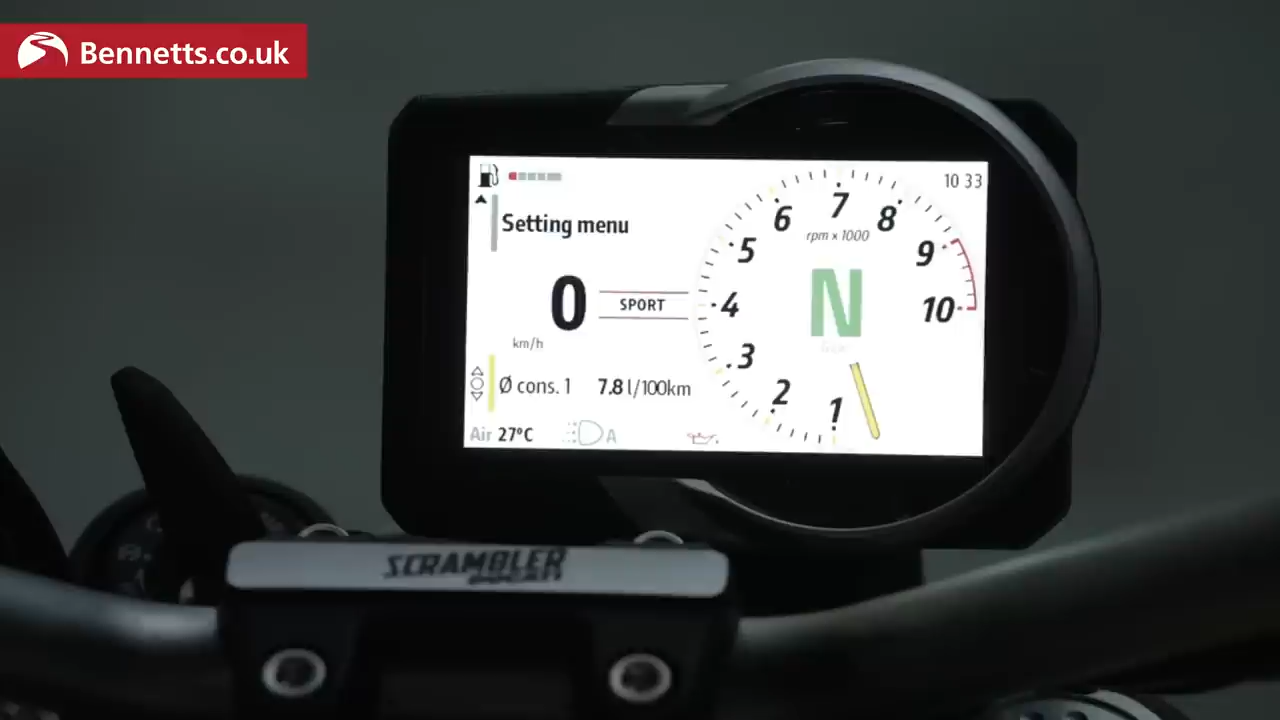 Bennetts.co.uk
10 33
Setting menu
0
km/h
SPORT
Ø cons. 1 7.8 l/100km
Air 27°C
A
rpm x 1000
1
2
3
4
5
6
7
8
9
10
N
SCRAMBLER
DUCATI